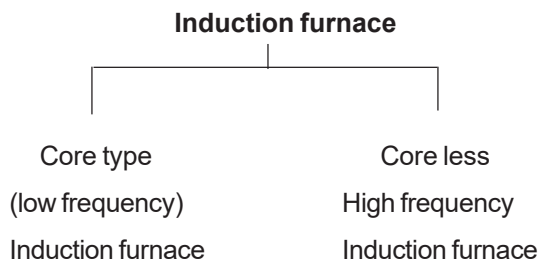 Induction furnace
Core type
(low frequency)
Induction furnace
Core less
High frequency
Induction furnace